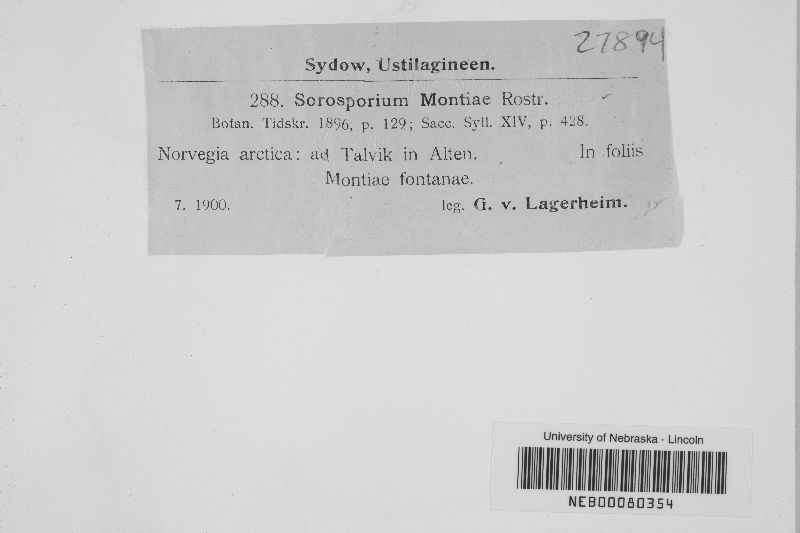 27894
Sydow, Ustilagineen.
288. Sorosporium Montiae Rostr.
Botan. Tidskr. 1896, p. 129; Sacc. Syll. XIV, p. 428.
Norvegia arctica: ad Talvik in Alten. In foliis
Montiae fontanae.
7. 1900. leg. G. v. Lagerheim.
University of Nebraska - Lincoln
NEB00080354